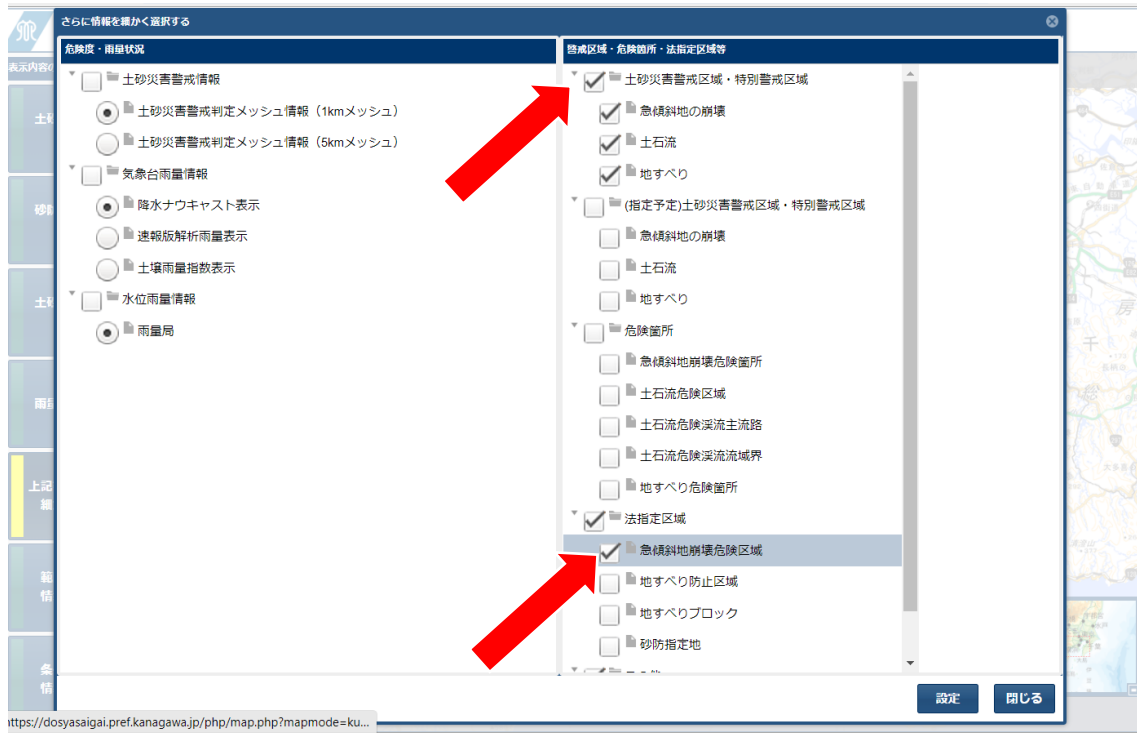 さらに情報を細かく選択する
危険度・雨量状況
土砂災害警戒情報
土砂災害警戒判定メッシュ情報（1kmメッシュ）
土砂災害警戒判定メッシュ情報（5kmメッシュ）
気象台雨量情報
降水ナウキャスト表示
速報版解析雨量表示
土壌雨量指数表示
水位雨量情報
雨量局
警戒区域・危険箇所・法指定区域等
土砂災害警戒区域・特別警戒区域
急傾斜地の崩壊
土石流
地すべり
(指定予定)土砂災害警戒区域・特別警戒区域
急傾斜地の崩壊
土石流
地すべり
危険箇所
急傾斜地崩壊危険箇所
土石流危険区域
土石流危険渓流主流路
土石流危険渓流流域界
地すべり危険箇所
法指定区域
急傾斜地崩壊危険区域
地すべり防止区域
地すべりブロック
砂防指定地
設定
閉じる
表示内容の
上記
細
範
情
条
情
房
千
https://dosyasaigai.pref.kanagawa.jp/php/map.php?mapmode=ku...